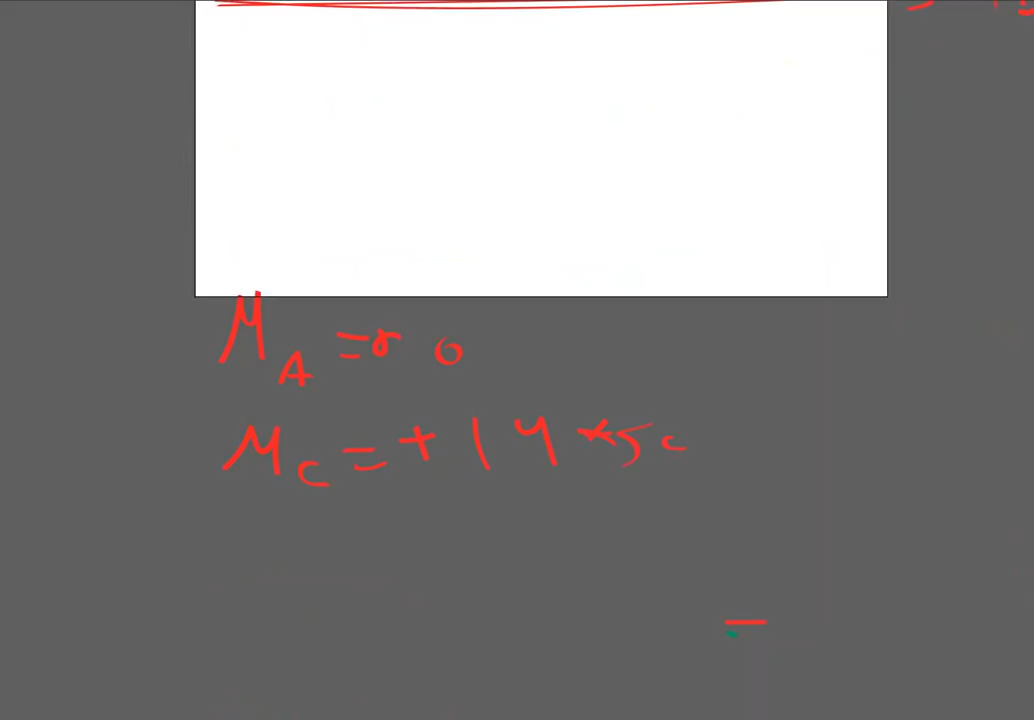 M_A = 0
M_C = + 14 * 5